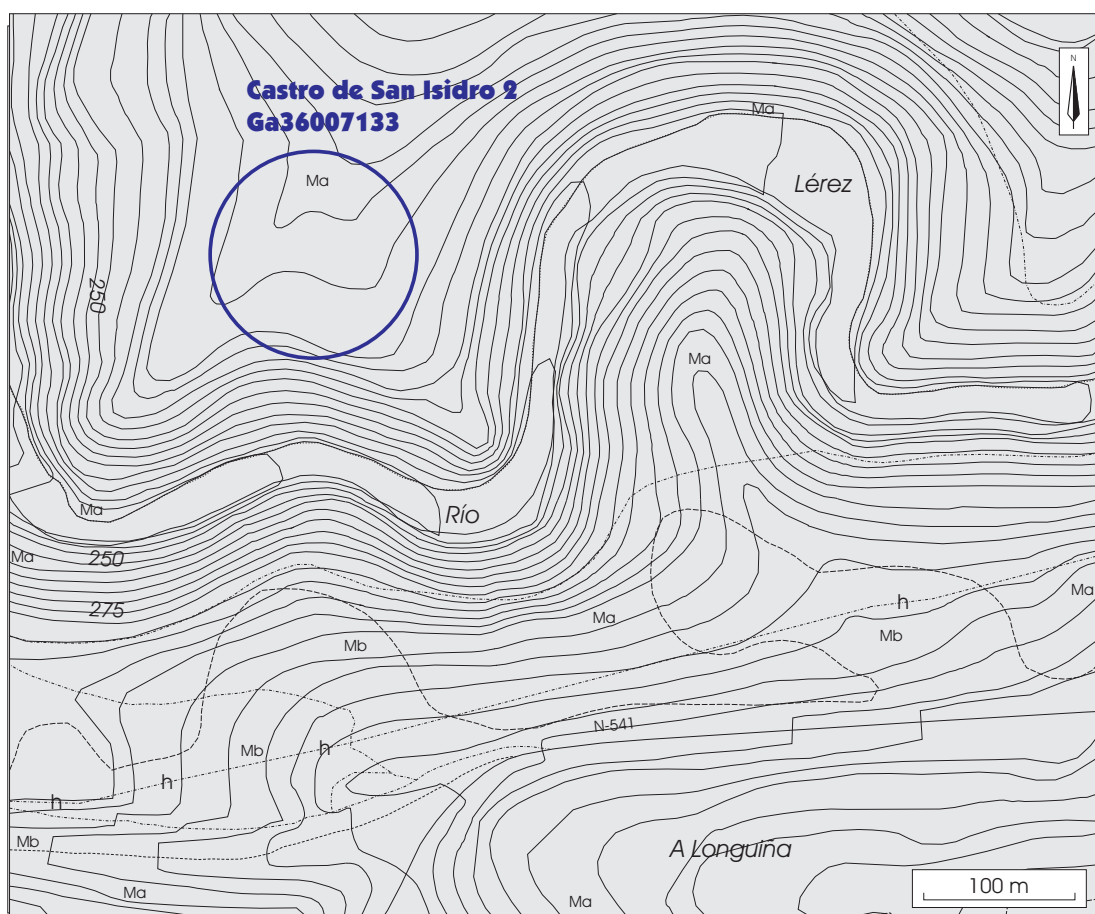 Castro de San Isidro 2
Ga36007133
N
Ma
Ma
Lérez
250
Ma
Ma
Río
Ma
250
275
Ma
h
Ma
Mb
Mb
N-541
Mb
h
h
h
Mb
A Longuiña
Ma
Ma
100 m